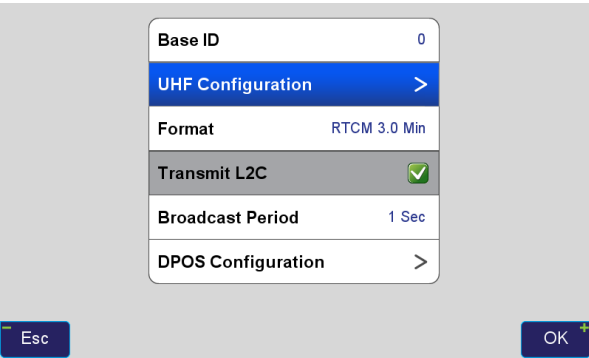 Base ID 0
UHF Configuration >
Format RTCM 3.0 Min
Transmit L2C
Broadcast Period 1 Sec
DPOS Configuration >
- Esc OK +